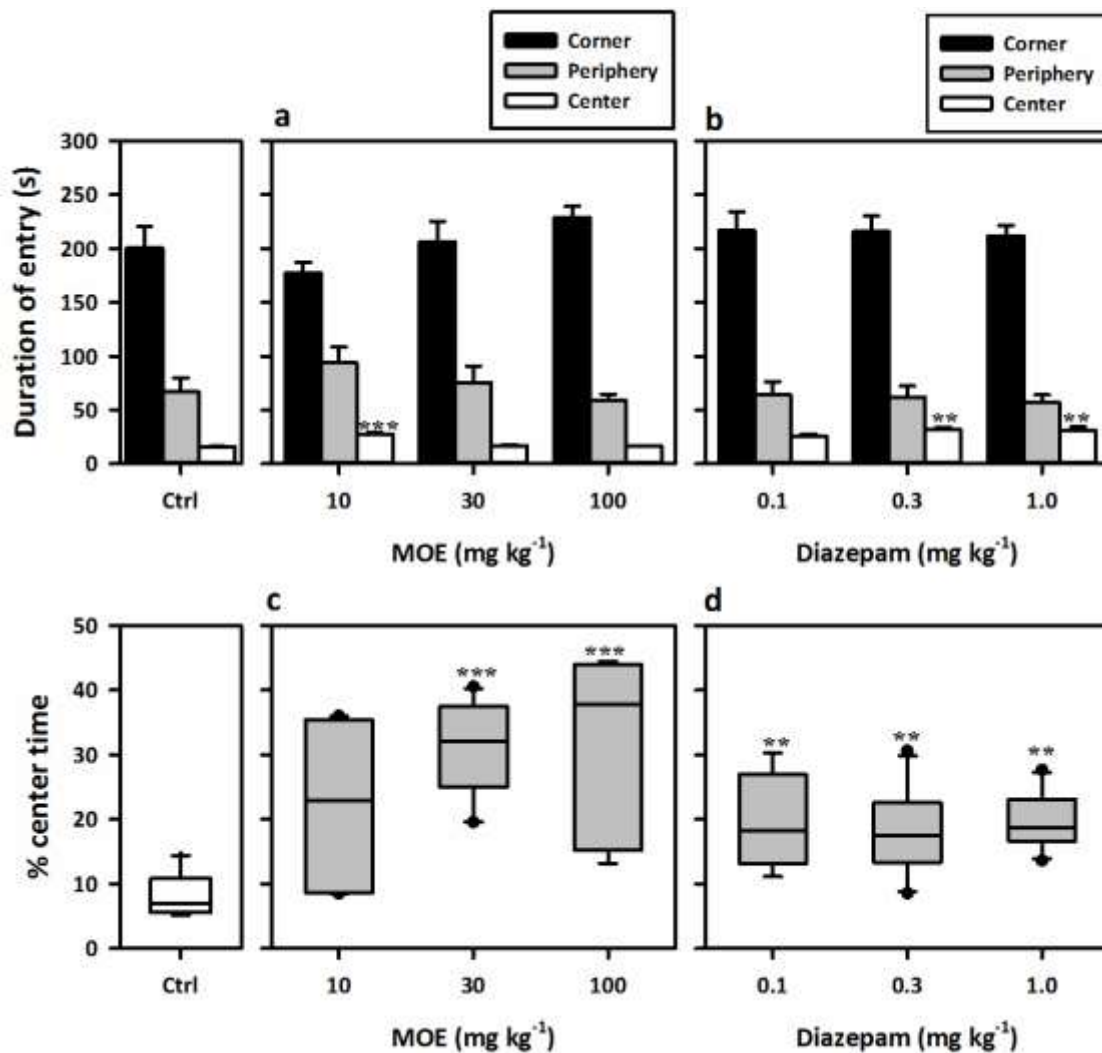 Corner
Periphery
Center
Corner
Periphery
Center
a
b
Duration of entry (s)
300
250
200
150
100
50
0
***
**
**
Ctrl
10
30
100
0.1
0.3
1.0
MOE (mg kg⁻¹)
Diazepam (mg kg⁻¹)
c
d
% center time
50
40
30
20
10
0
***
***
**
**
**
Ctrl
10
30
100
0.1
0.3
1.0
MOE (mg kg⁻¹)
Diazepam (mg kg⁻¹)